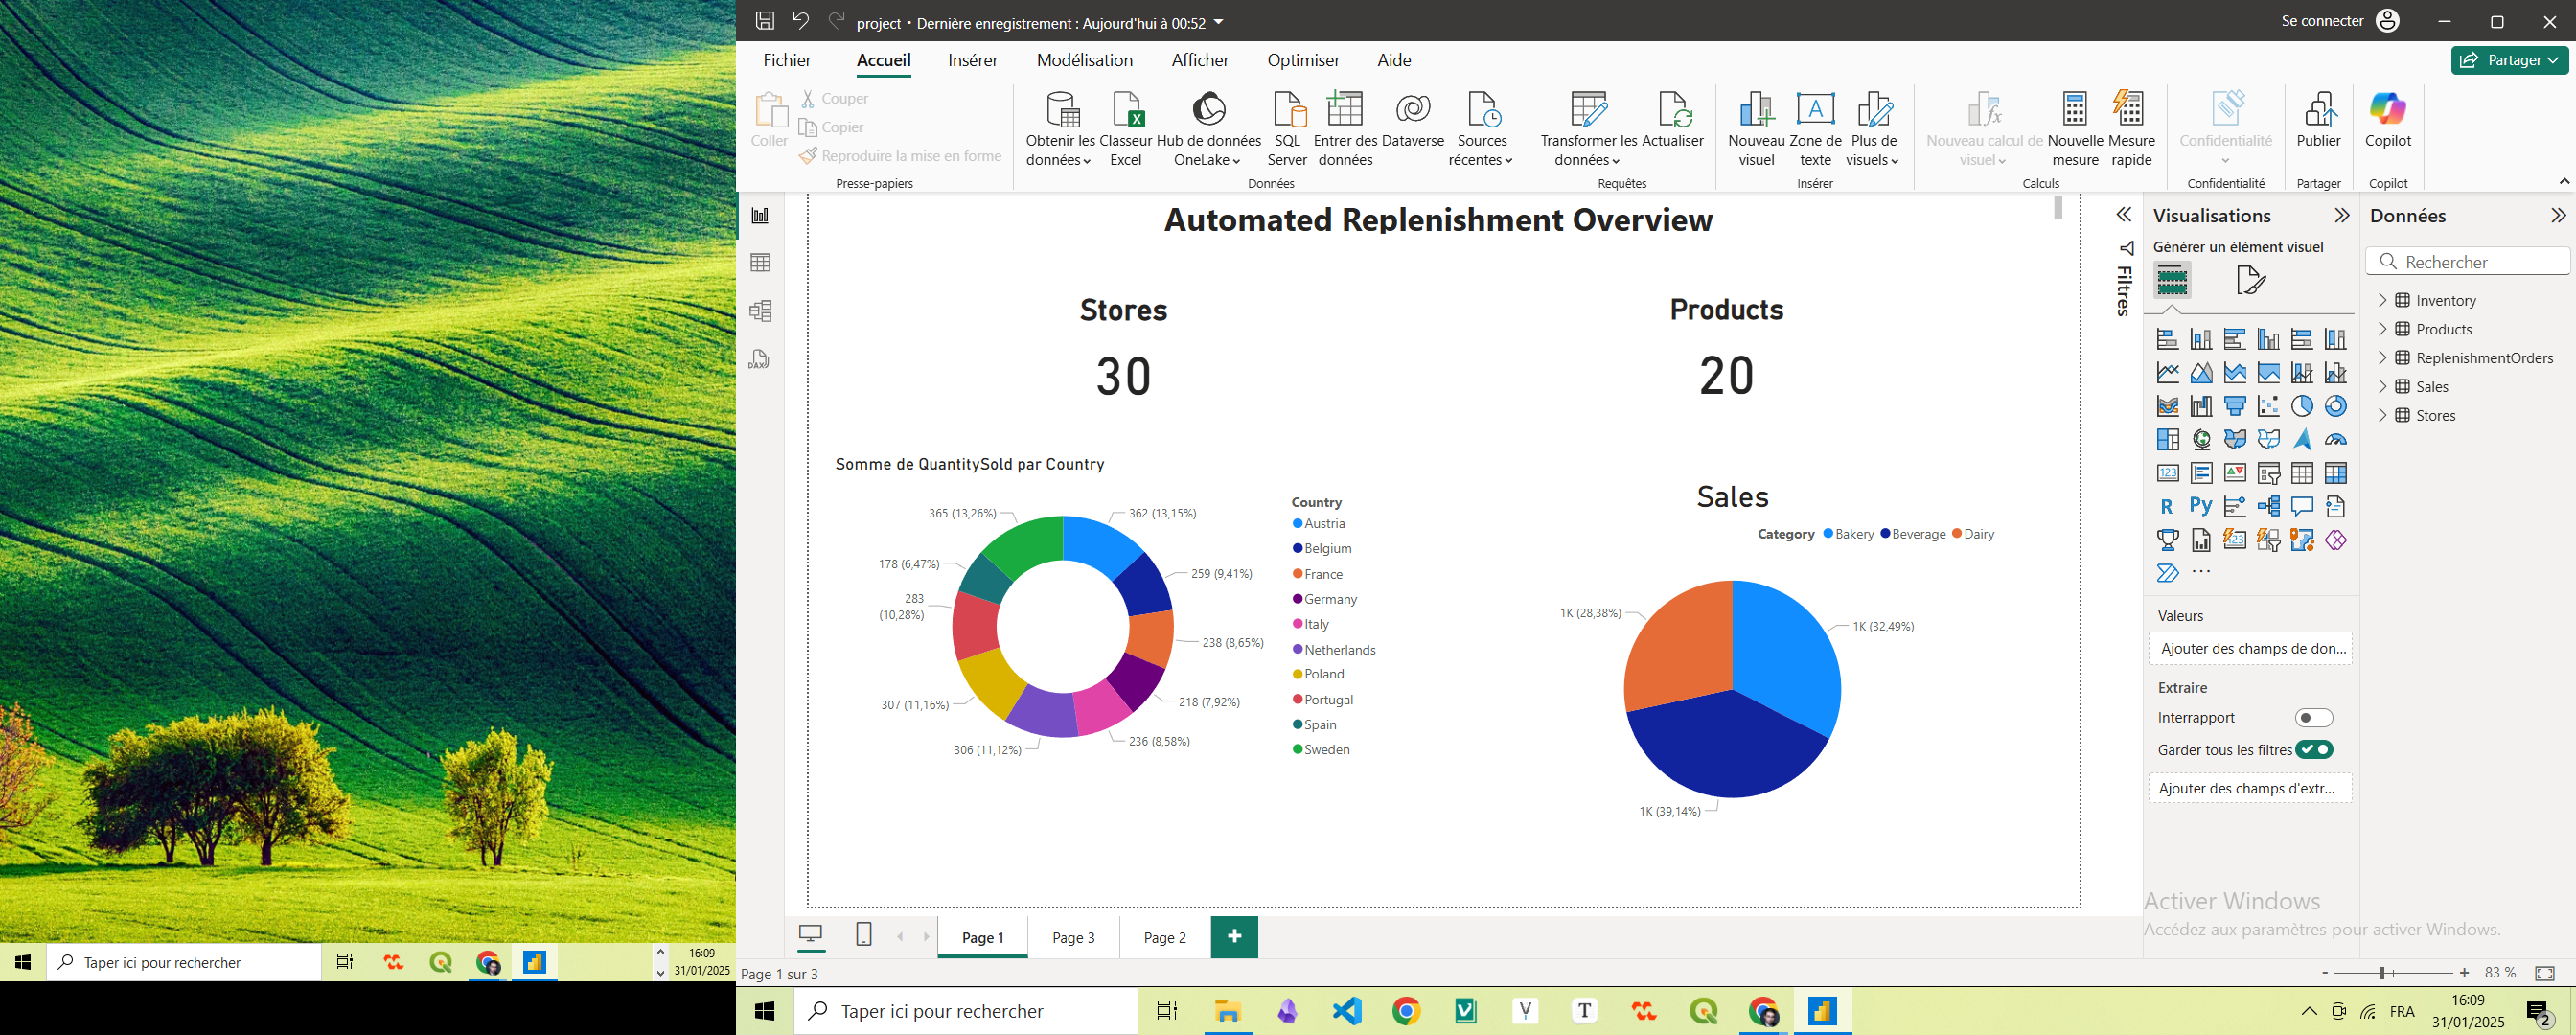 project • Dernière enregistrement : Aujourd'hui à 00:52
Se connecter
Fichier
Accueil
Insérer
Modélisation
Afficher
Optimiser
Aide
Partager
Coller
Couper
Copier
Reproduire la mise en forme
Presse-papiers
Obtenir les données
Classeur Excel
Hub de données OneLake
SQL Server
Entrer des données
Dataverse
Sources récentes
Données
Transformer les données
Actualiser
Requêtes
Nouveau visuel
Zone de texte
Plus de visuels
Insérer
Nouveau calcul de visuel
Nouvelle mesure
Mesure rapide
Calculs
Confidentialité
Confidentialité
Publier
Partager
Copilot
Copilot
DAX
Automated Replenishment Overview
Stores
30
Products
20
Somme de QuantitySold par Country
365 (13,26%)
362 (13,15%)
178 (6,47%)
259 (9,41%)
283 (10,28%)
238 (8,65%)
307 (11,16%)
218 (7,92%)
306 (11,12%)
236 (8,58%)
Country
Austria
Belgium
France
Germany
Italy
Netherlands
Poland
Portugal
Spain
Sweden
Sales
Category Bakery Beverage Dairy
1K (28,38%)
1K (32,49%)
1K (39,14%)
Filtres
Visualisations
Générer un élément visuel
R
Py
123
Valeurs
Ajouter des champs de don...
Extraire
Interrapport
Garder tous les filtres
Ajouter des champs d'extr...
Données
Rechercher
Inventory
Products
ReplenishmentOrders
Sales
Stores
Activer Windows
Accédez aux paramètres pour activer Windows.
Page 1
Page 3
Page 2
+
Page 1 sur 3
- + 83 %
Taper ici pour rechercher
16:09
31/01/2025
Taper ici pour rechercher
FRA
16:09
31/01/2025
2